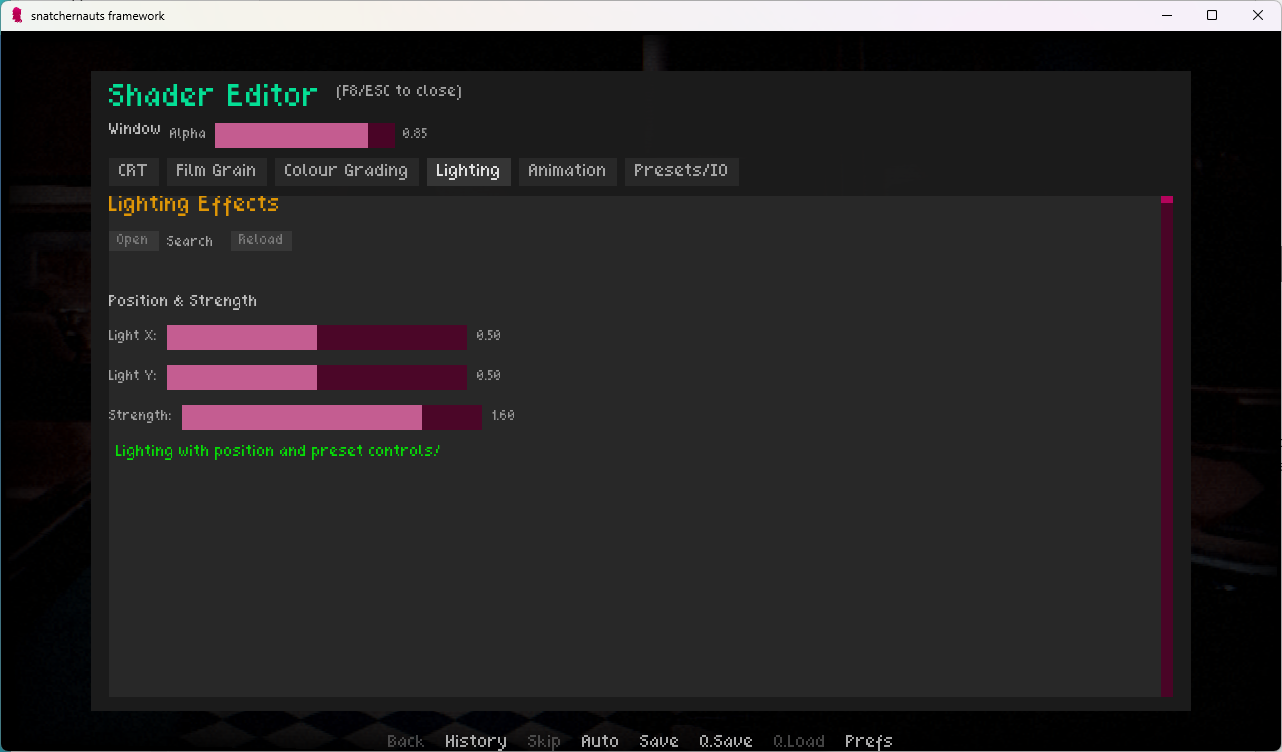 snatchernauts framework
Shader Editor (F8/ESC to close)
Window Alpha 0.85
CRT Film Grain Colour Grading Lighting Animation Presets/IO
Lighting Effects
Open Search Reload
Position & Strength
Light X: 0.50
Light Y: 0.50
Strength: 1.60
Lighting with position and preset controls/
Back History Skip Auto Save Q.Save Q.Load Prefs